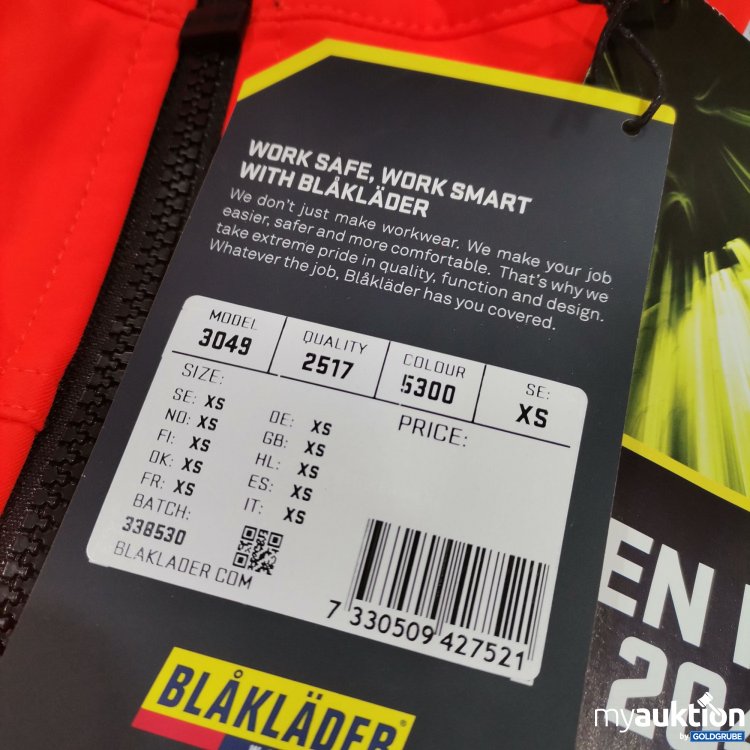 WORK SAFE, WORK SMART
WITH BLÅKLÄDER
We don't just make workwear. We make your job
easier, safer and more comfortable. That's why we
take extreme pride in quality, function and design.
Whatever the job, Blåkläder has you covered.
MODEL
3049
QUALITY
2517
COLOUR
5300
SE:
XS
SIZE:
SE: XS
NO: XS
FI: XS
DK: XS
FR: XS
DE: XS
GB: XS
HL: XS
ES: XS
IT: XS
PRICE:
BATCH:
338530
BLAKLADER.COM
7 330509 427521
BLÅKLÄDER®
EN
20
myauktion
by GOLDGRUBE